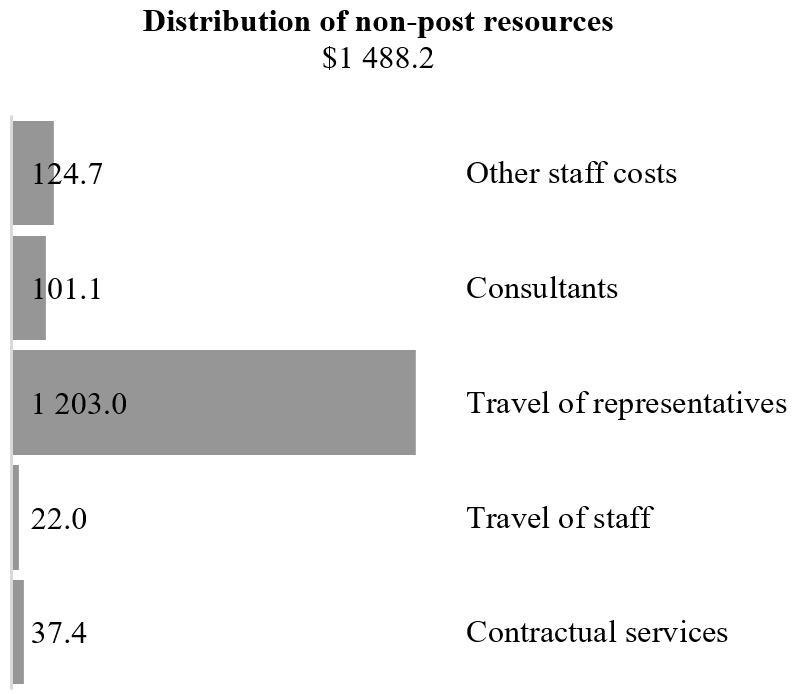 Distribution of non-post resources
$1 488.2
124.7 Other staff costs
101.1 Consultants
1 203.0 Travel of representatives
22.0 Travel of staff
37.4 Contractual services